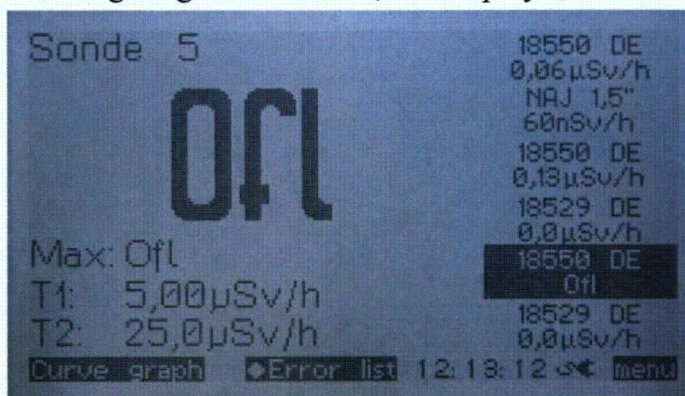 Sonde 5
Ofl
Max: Ofl
T1: 5,00µSv/h
T2: 25,0µSv/h
18550 DE
0,06µSv/h
NAJ 1,5"
60nSv/h
18550 DE
0,13µSv/h
18529 DE
0,0µSv/h
18550 DE
Ofl
18529 DE
0,0µSv/h
Curve graph ◆Error list 12:13:12 menu